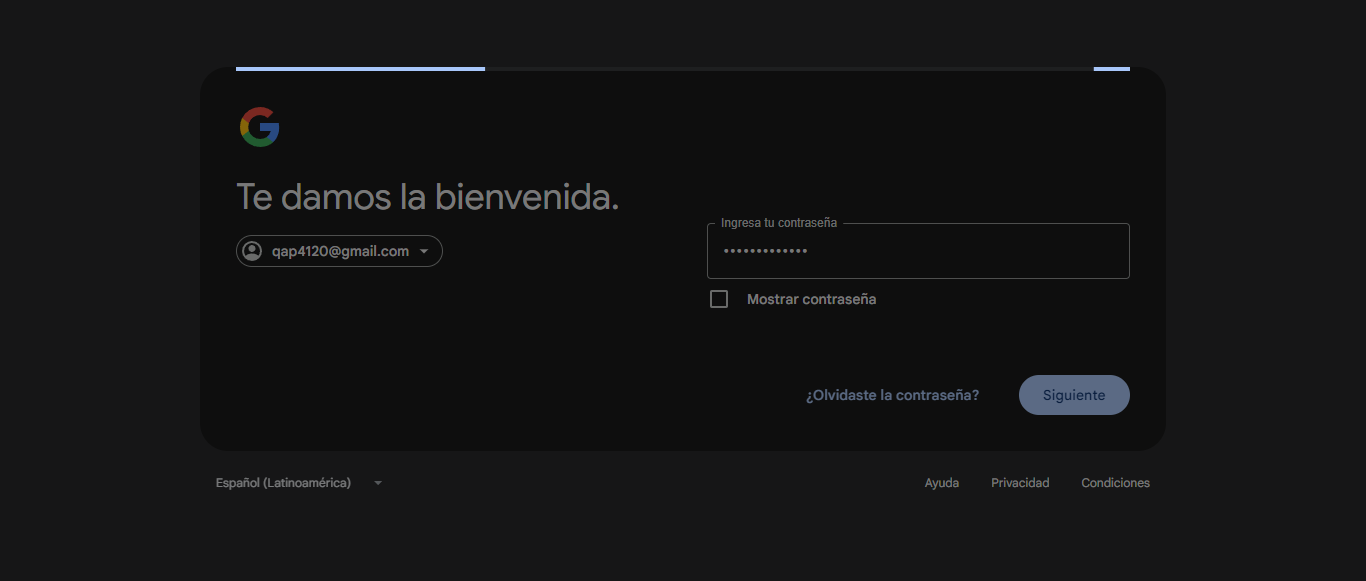 Te damos la bienvenida.
qap4120@gmail.com
Ingresa tu contraseña
•••••••••••••
Mostrar contraseña
¿Olvidaste la contraseña?
Siguiente
Español (Latinoamérica)
Ayuda
Privacidad
Condiciones